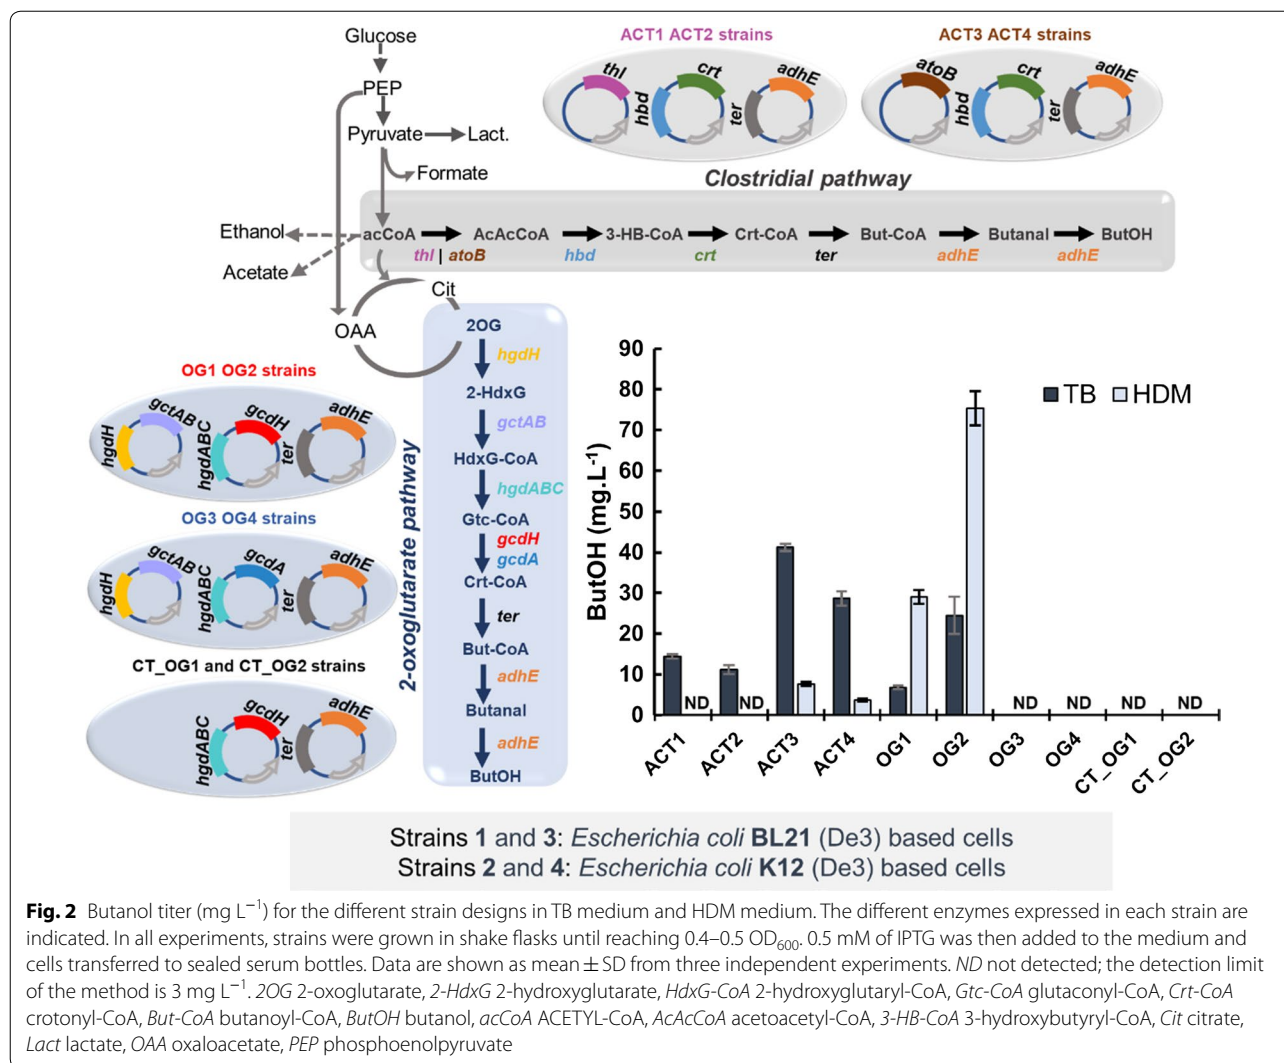 Glucose
PEP
Pyruvate
Lact.
Formate
Ethanol
Acetate
OAA
Cit
ACT1 ACT2 strains
thl
hbd
crt
ter
adhE
ACT3 ACT4 strains
atoB
hbd
crt
ter
adhE
Clostridial pathway
acCoA AcAcCoA 3-HB-CoA Crt-CoA But-CoA Butanal ButOH
thl | atoB hbd crt ter adhE adhE
2-oxoglutarate pathway
2OG
hgdH
2-HdxG
gctAB
HdxG-CoA
hgdABC
Gtc-CoA
gcdH
gcdA
Crt-CoA
ter
But-CoA
adhE
Butanal
adhE
ButOH
OG1 OG2 strains
hgdH
gctAB
hgdABC
gcdH
ter
adhE
OG3 OG4 strains
hgdH
gctAB
hgdABC
gcdA
ter
adhE
CT_OG1 and CT_OG2 strains
hgdABC
gcdH
ter
adhE
ButOH (mg.L-1)
90
80
70
60
50
40
30
20
10
0
TB HDM
ND ND ND ND ND ND
ACT1 ACT2 ACT3 ACT4 OG1 OG2 OG3 OG4 CT_OG1 CT_OG2
Strains 1 and 3: Escherichia coli BL21 (De3) based cells
Strains 2 and 4: Escherichia coli K12 (De3) based cells
Fig. 2 Butanol titer (mg L−1) for the different strain designs in TB medium and HDM medium. The different enzymes expressed in each strain are
indicated. In all experiments, strains were grown in shake flasks until reaching 0.4–0.5 OD600. 0.5 mM of IPTG was then added to the medium and
cells transferred to sealed serum bottles. Data are shown as mean ± SD from three independent experiments. ND not detected; the detection limit
of the method is 3 mg L−1. 2OG 2-oxoglutarate, 2-HdxG 2-hydroxyglutarate, HdxG-CoA 2-hydroxyglutaryl-CoA, Gtc-CoA glutaconyl-CoA, Crt-CoA
crotonyl-CoA, But-CoA butanoyl-CoA, ButOH butanol, acCoA ACETYL-CoA, AcAcCoA acetoacetyl-CoA, 3-HB-CoA 3-hydroxybutyryl-CoA, Cit citrate,
Lact lactate, OAA oxaloacetate, PEP phosphoenolpyruvate